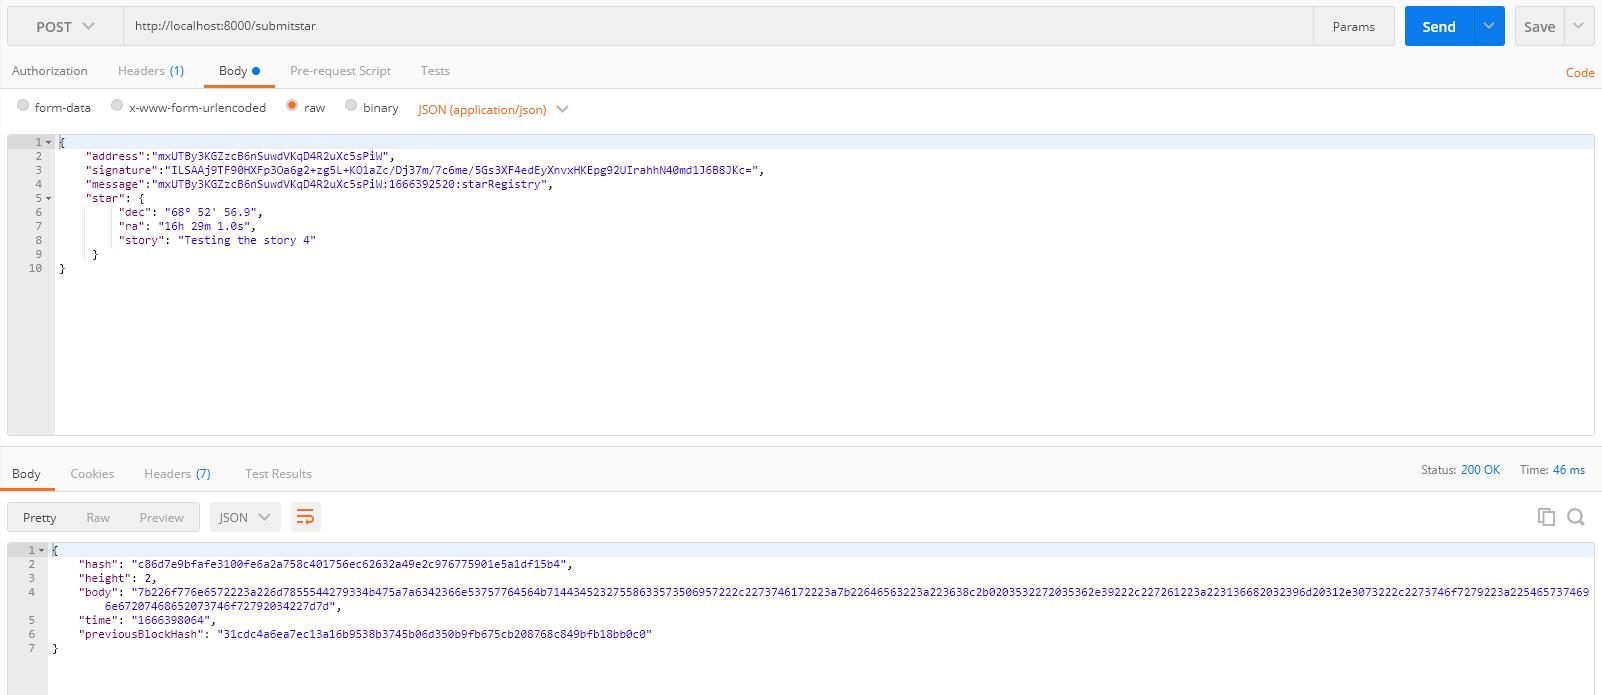 POST http://localhost:8000/submitstar Params Send Save
Authorization Headers (1) Body Pre-request Script Tests Code
form-data x-www-form-urlencoded raw binary JSON (application/json)
1 {
2 "address":"mxUTBy3KGZzcB6nSuwdVKqD4R2uXc5sPiW",
3 "signature":"ILSAAj9TF90HXFp3Oa6g2+zg5L+KO1aZc/Dj37m/7c6me/5Gs3XF4edEyXnvxHKEpg92UIrahhN40md1J6B8JKc=",
4 "message":"mxUTBy3KGZzcB6nSuwdVKqD4R2uXc5sPiW:1666392520:starRegistry",
5 "star": {
6 "dec": "68° 52' 56.9",
7 "ra": "16h 29m 1.0s",
8 "story": "Testing the story 4"
9 }
10 }
Body Cookies Headers (7) Test Results Status: 200 OK Time: 46 ms
Pretty Raw Preview JSON
1 {
2 "hash": "c86d7e9bfafe3100fe6a2a758c401756ec62632a49e2c976775901e5a1df15b4",
3 "height": 2,
4 "body": "7b226f776e6572223a226d7855544279334b475a7a6342366e53757764564b714434523275586335735069572​22c2273746172223a7b22646563223a223638c2b0203532272035362e39222c227261223a223136682032396d20312e3073222c2273746f7279223a225465737469
6e67207468652073746f72792034227d7d",
5 "time": "1666398064",
6 "previousBlockHash": "31cdc4a6ea7ec13a16b9538b3745b06d350b9fb675cb208768c849bfb18bb0c0"
7 }